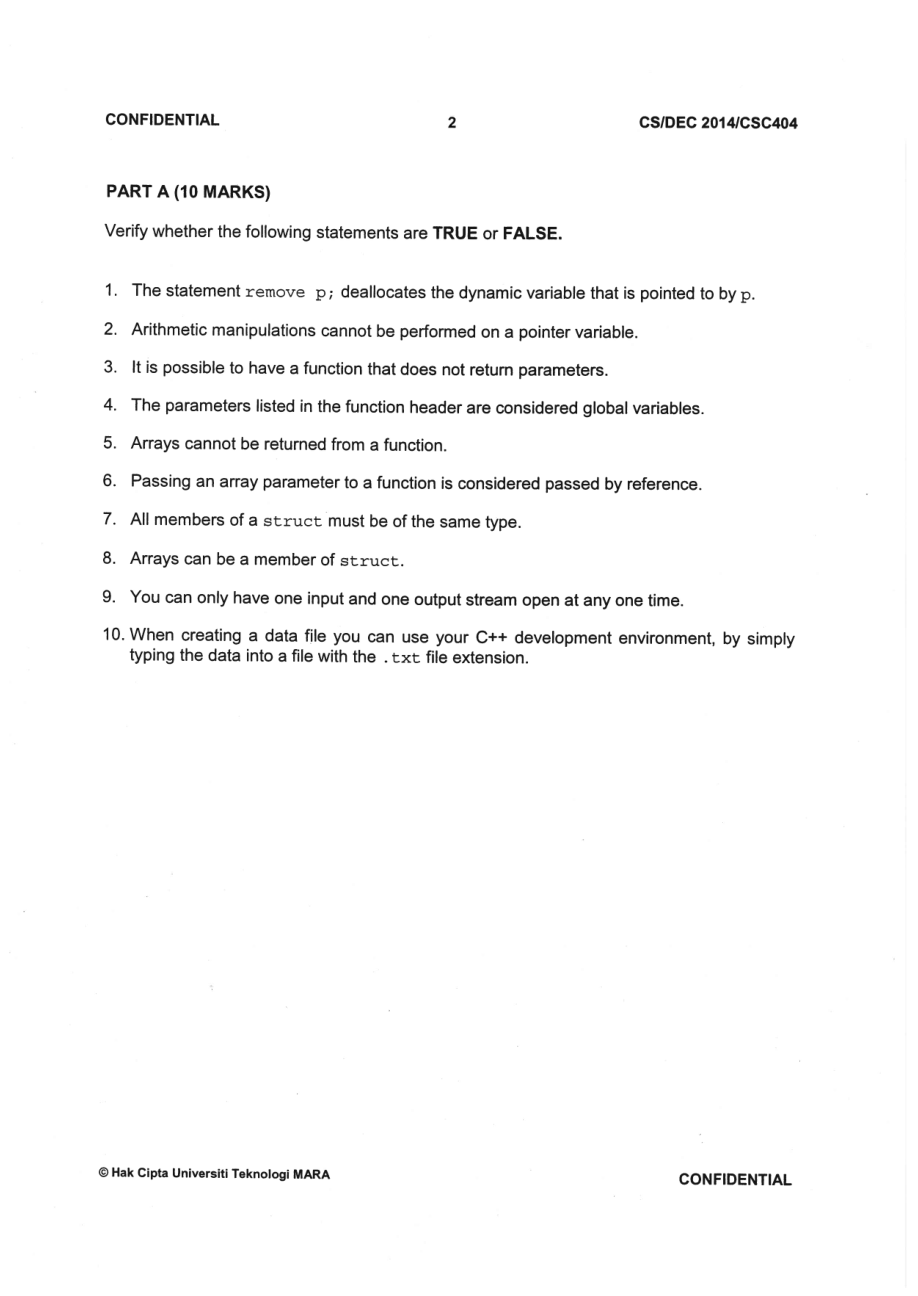 CONFIDENTIAL 2 CS/DEC 2014/CSC404
PART A (10 MARKS)
Verify whether the following statements are TRUE or FALSE.
1. The statement remove p; deallocates the dynamic variable that is pointed to by p.
2. Arithmetic manipulations cannot be performed on a pointer variable.
3. It is possible to have a function that does not return parameters.
4. The parameters listed in the function header are considered global variables.
5. Arrays cannot be returned from a function.
6. Passing an array parameter to a function is considered passed by reference.
7. All members of a struct must be of the same type.
8. Arrays can be a member of struct.
9. You can only have one input and one output stream open at any one time.
10. When creating a data file you can use your C++ development environment, by simply
typing the data into a file with the .txt file extension.
© Hak Cipta Universiti Teknologi MARA CONFIDENTIAL